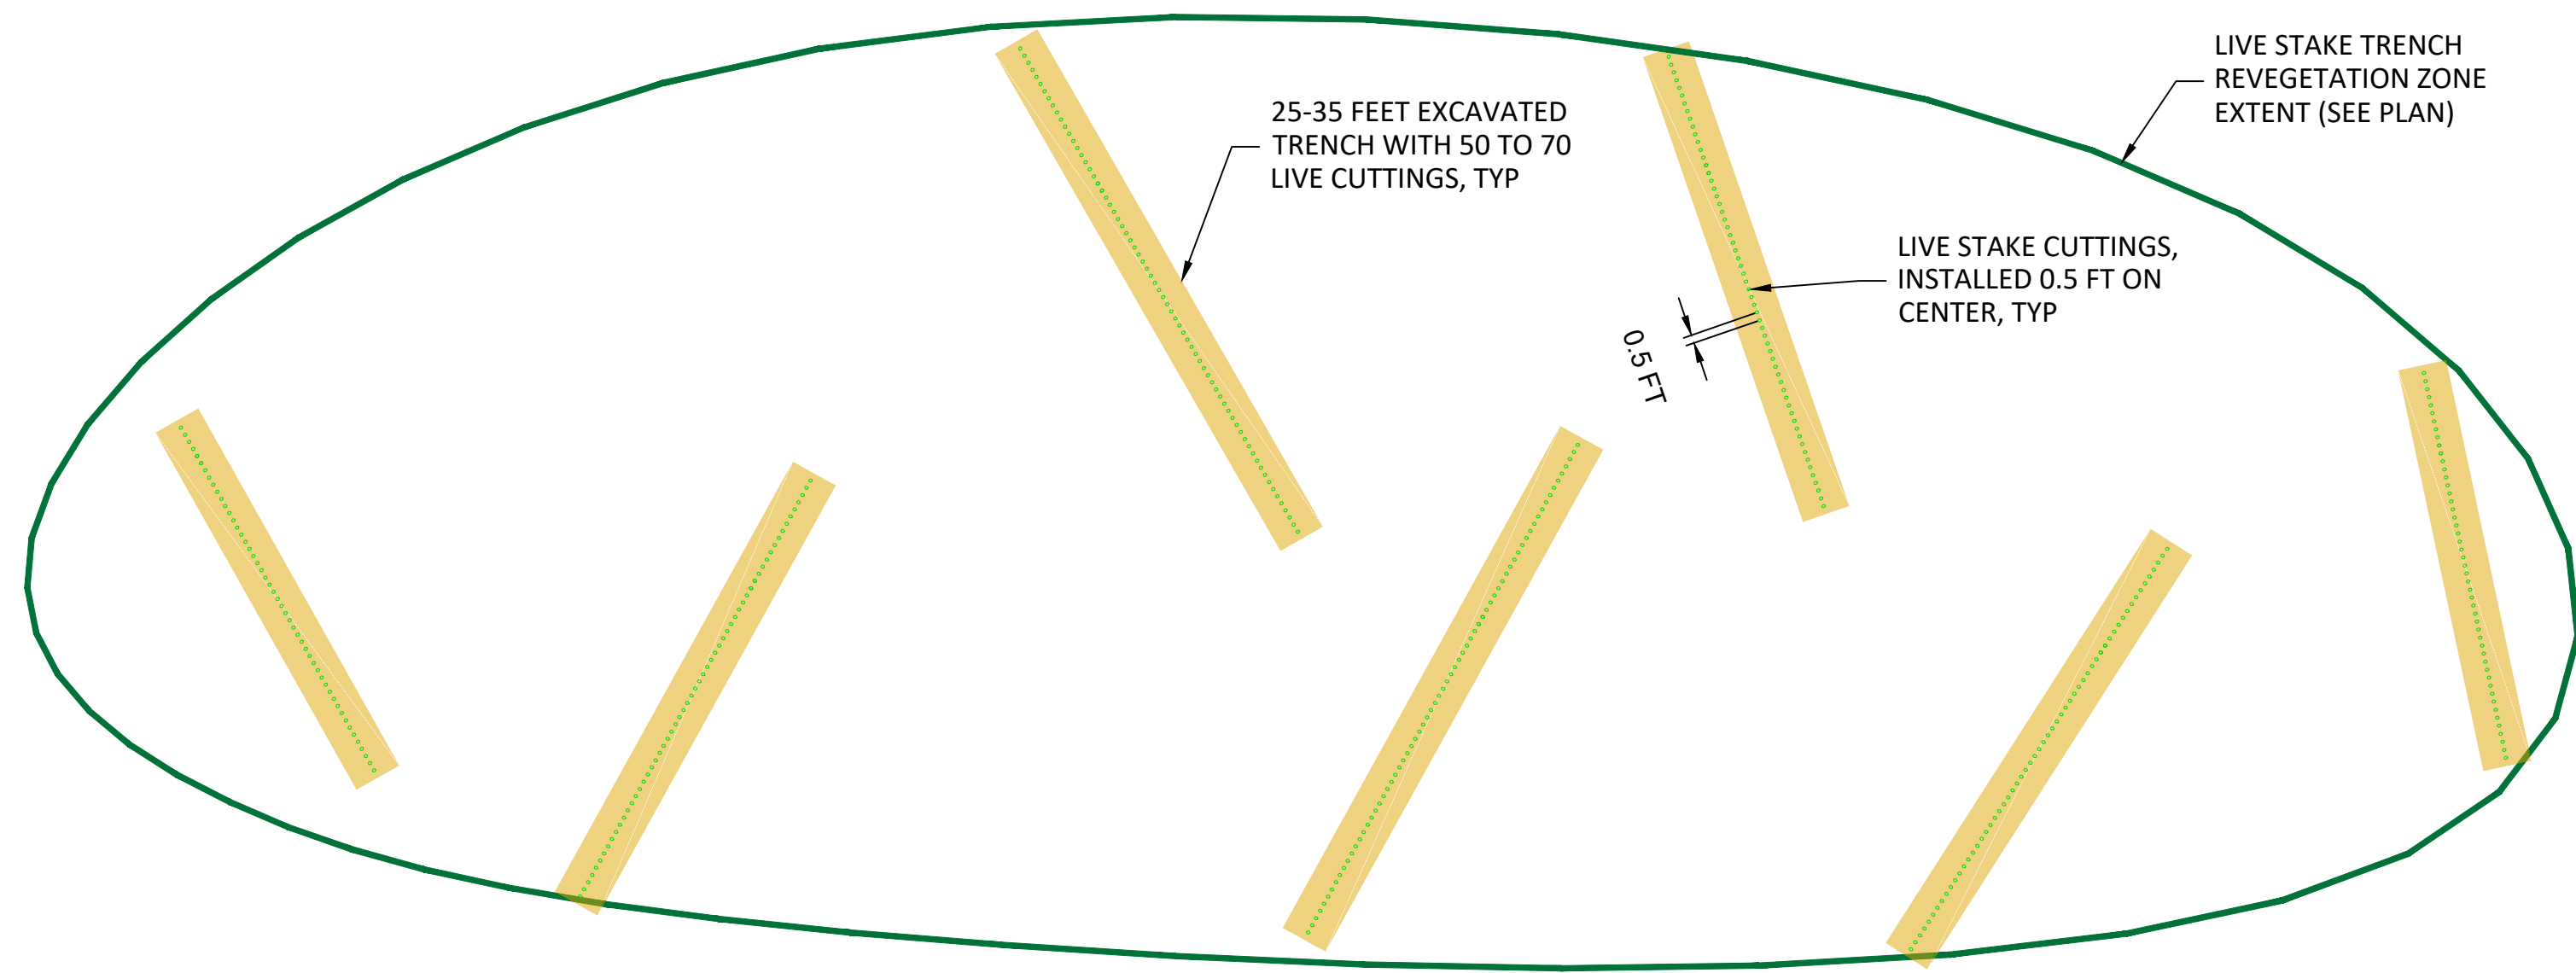 LIVE STAKE TRENCH
REVEGETATION ZONE
EXTENT (SEE PLAN)
25-35 FEET EXCAVATED
TRENCH WITH 50 TO 70
LIVE CUTTINGS, TYP
LIVE STAKE CUTTINGS,
INSTALLED 0.5 FT ON
CENTER, TYP
0.5 FT